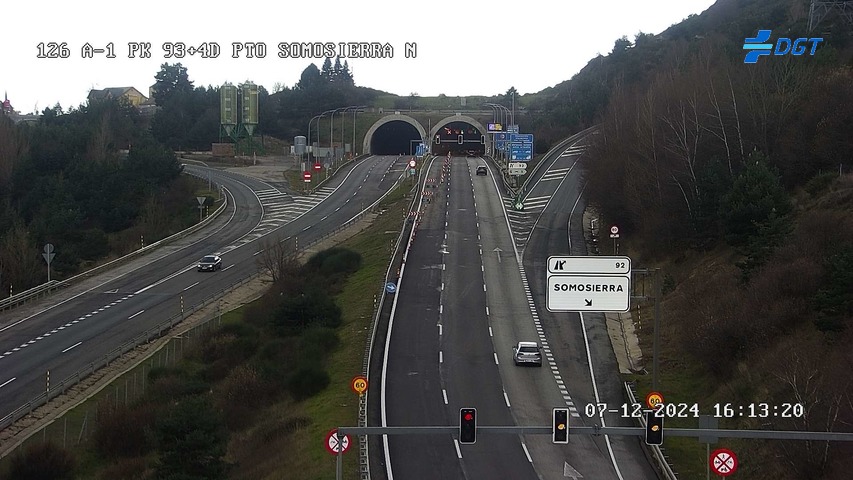 126 A-1 PK 93+4D PTO SOMOSIERRA N
DGT
92
SOMOSIERRA
60
60
07-12-2024 16:13:20